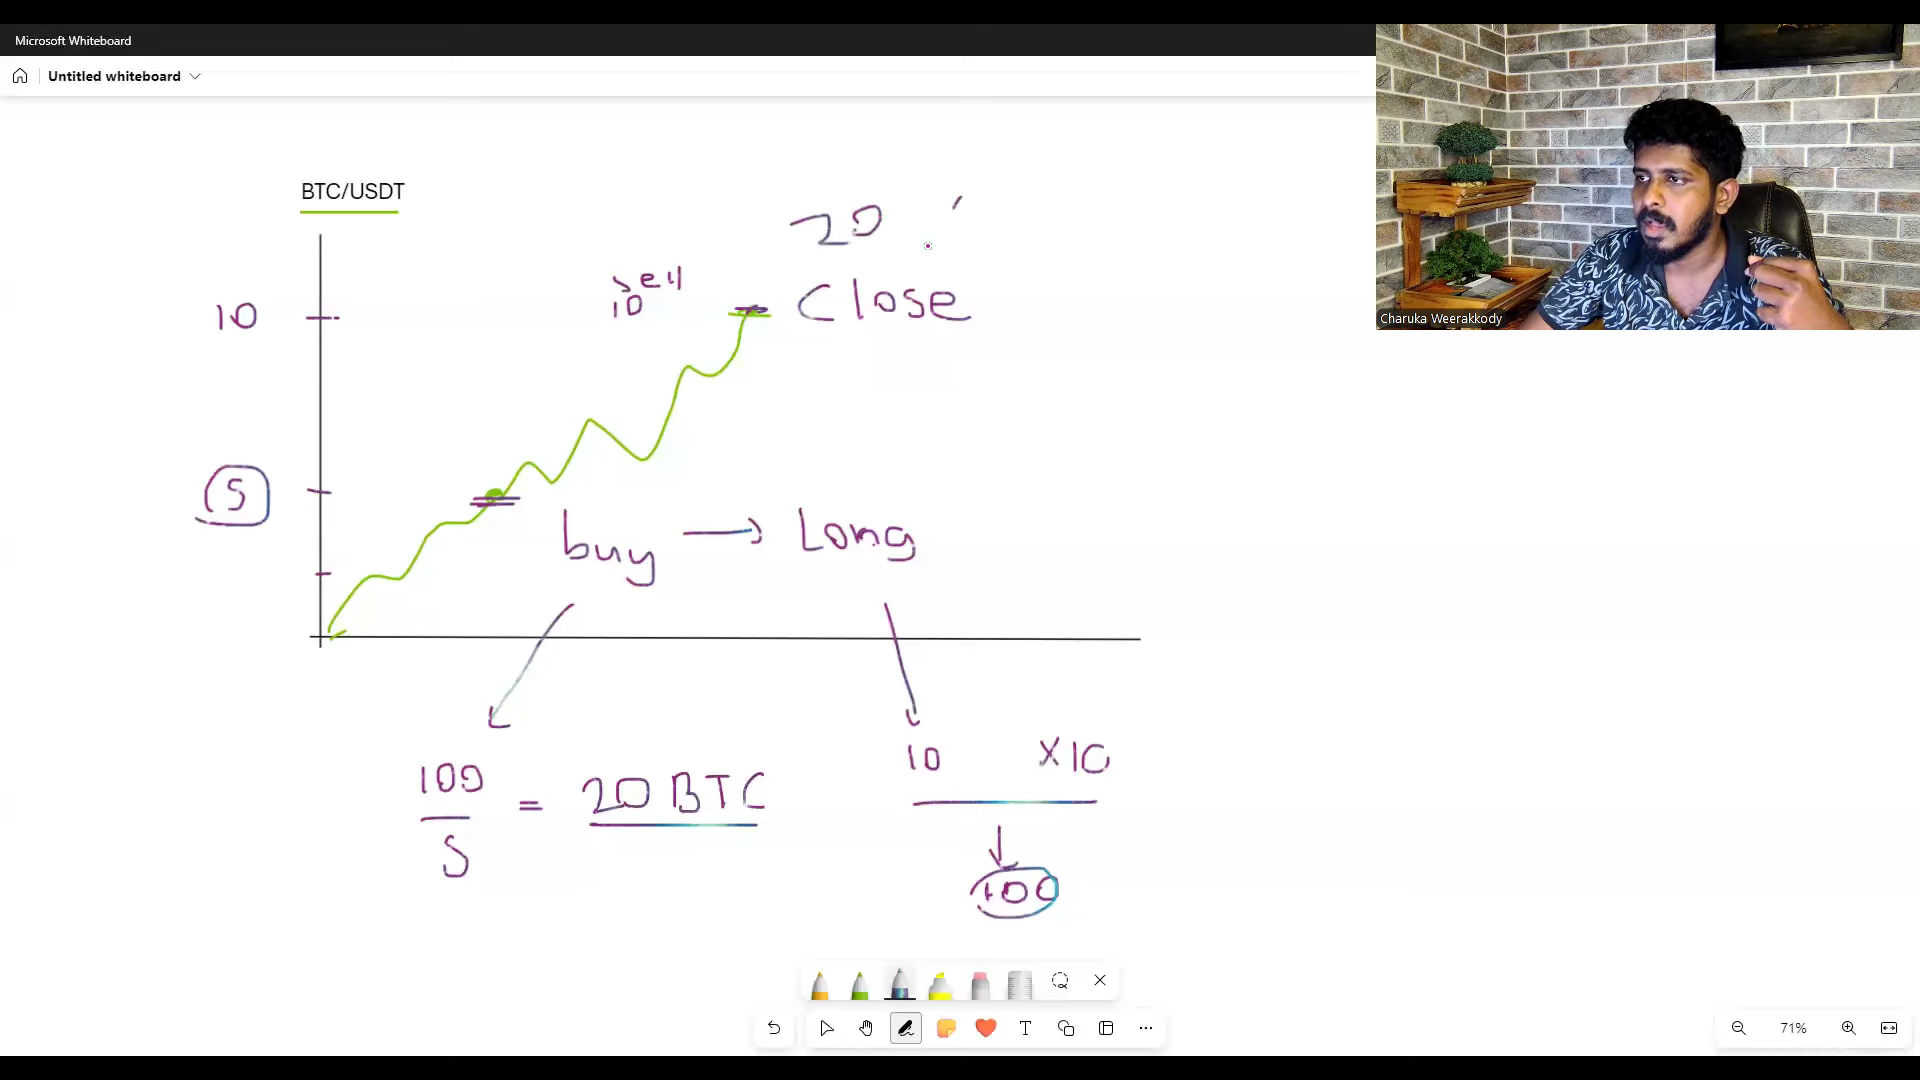 Microsoft Whiteboard
Untitled whiteboard
Charuka Weerakkody
BTC/USDT
20
sell
10
Close
10
5
buy → Long
100
5
= 20 BTC
10 X10
100
71%